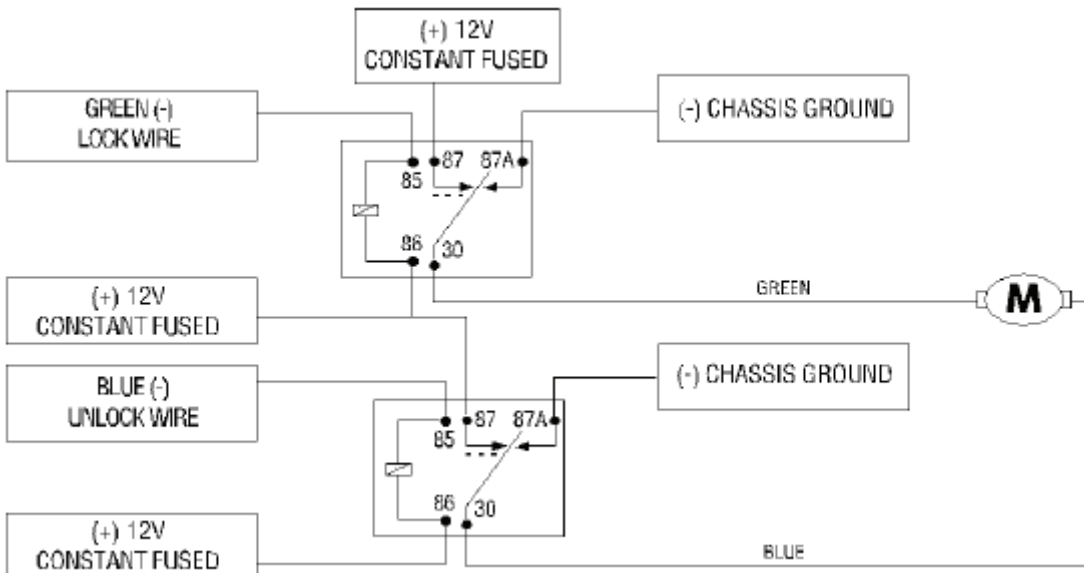 (+) 12V
CONSTANT FUSED
GREEN (-)
LOCK WIRE
(-) CHASSIS GROUND
87
87A
85
86
30
GREEN
M
(+) 12V
CONSTANT FUSED
(-) CHASSIS GROUND
BLUE (-)
UNLOCK WIRE
87
87A
85
86
30
(+) 12V
CONSTANT FUSED
BLUE